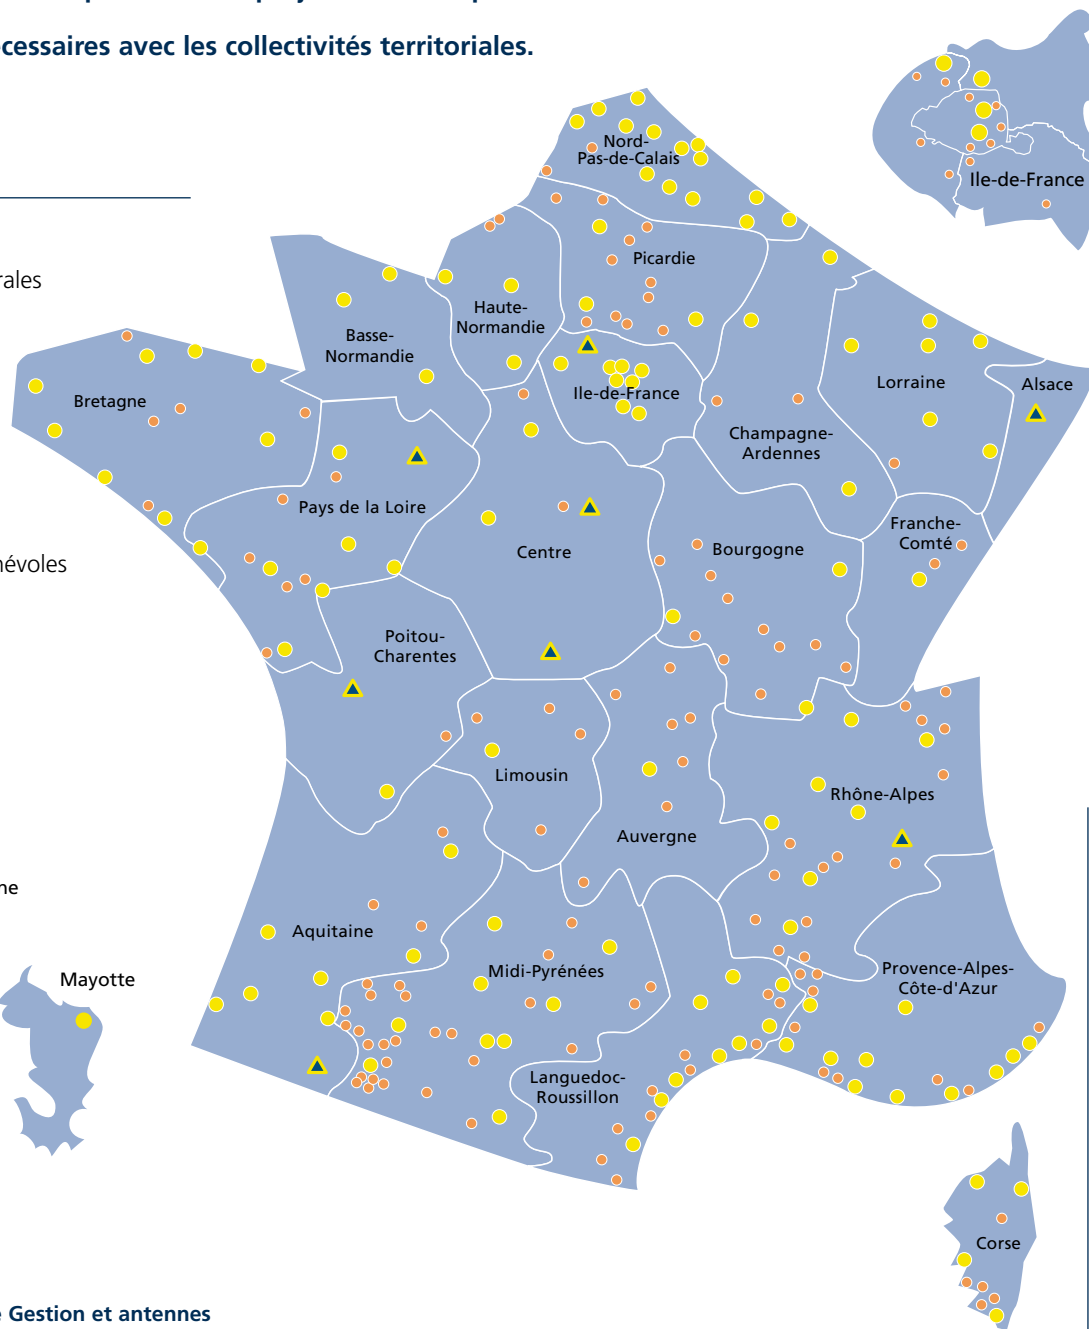 cessaires avec les collectivités territoriales.
rales
névoles
ne
Mayotte
Gestion et antennes
Nord-
Pas-de-Calais
Picardie
Haute-
Normandie
Basse-
Normandie
Ile-de-France
Ile-de-France
Lorraine
Alsace
Champagne-
Ardennes
Bretagne
Pays de la Loire
Centre
Bourgogne
Franche-
Comté
Poitou-
Charentes
Limousin
Auvergne
Rhône-Alpes
Aquitaine
Midi-Pyrénées
Provence-Alpes-
Côte-d'Azur
Languedoc-
Roussillon
Corse